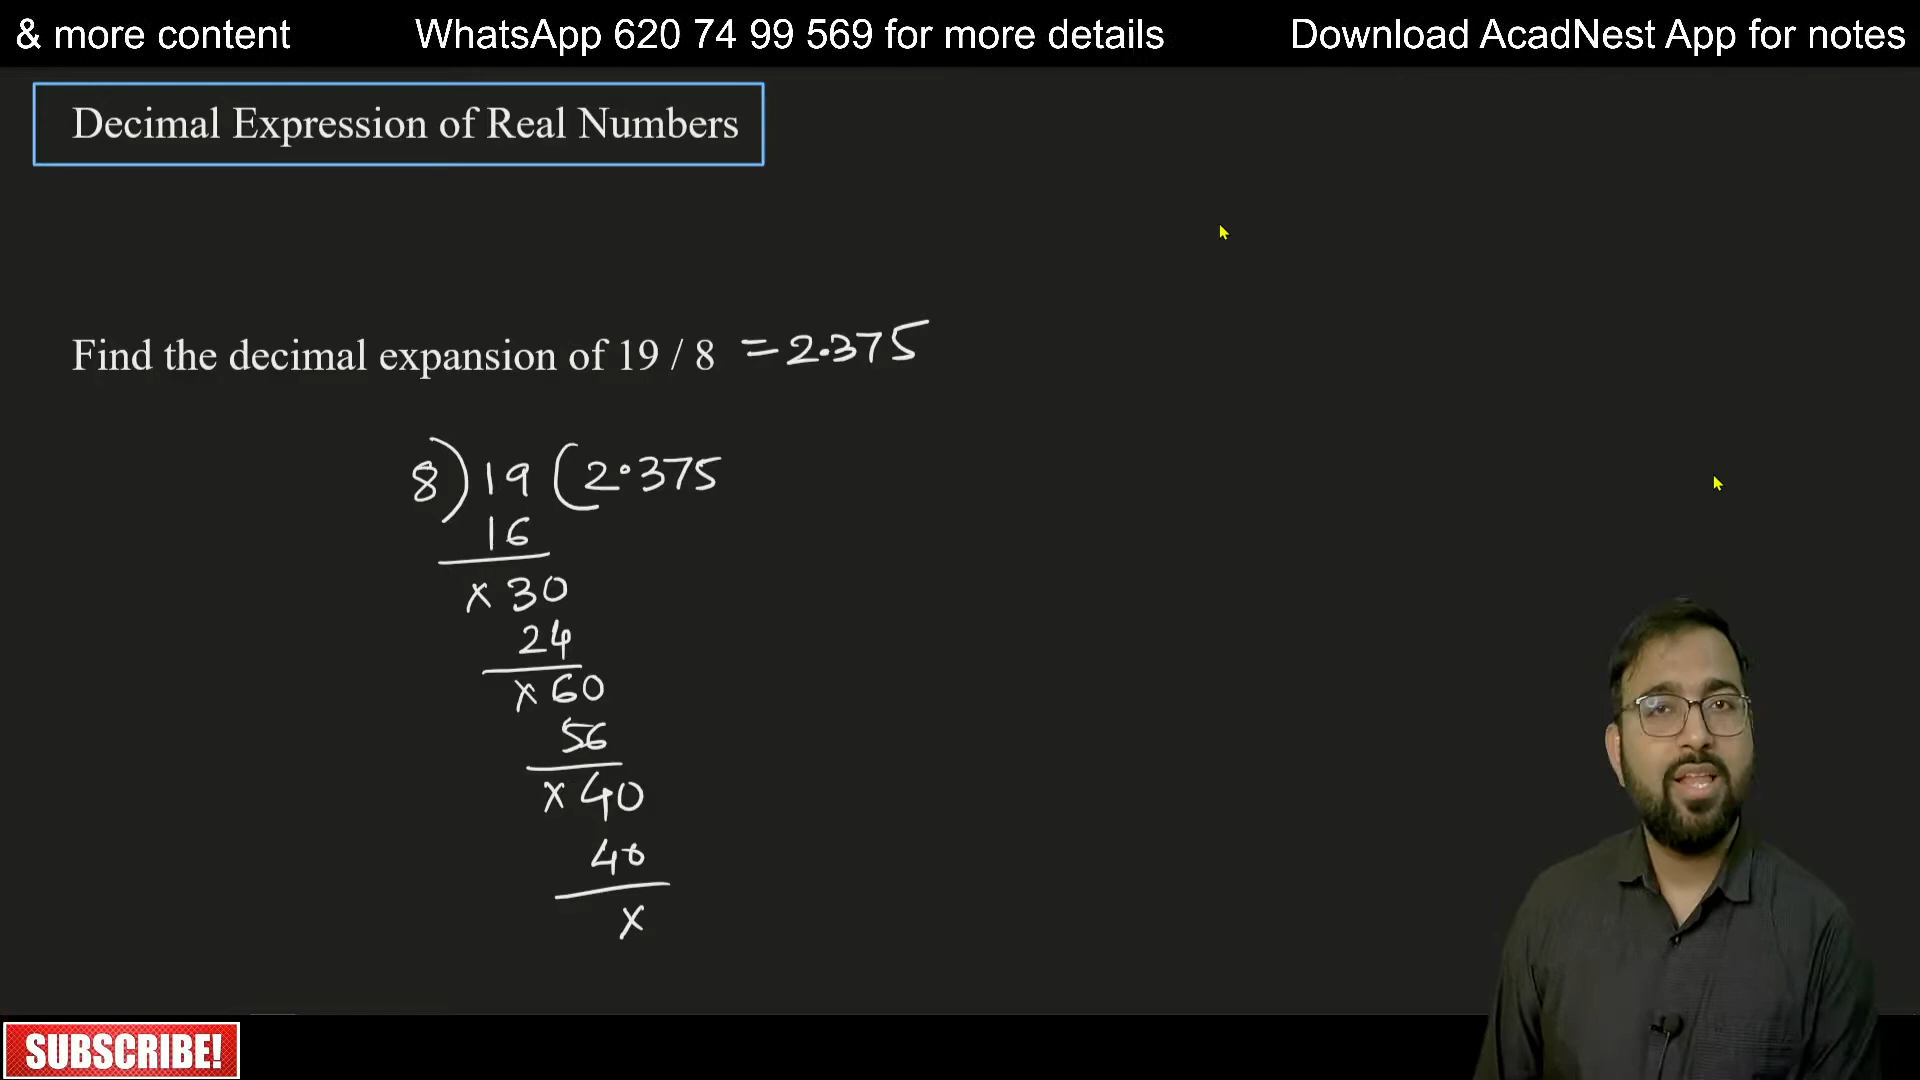 & more content WhatsApp 620 74 99 569 for more details Download AcadNest App for notes
Decimal Expression of Real Numbers
Find the decimal expansion of 19 / 8 = 2.375
8 ) 19 ( 2.375
16
x 30
24
x 60
56
x 40
40
x
SUBSCRIBE!